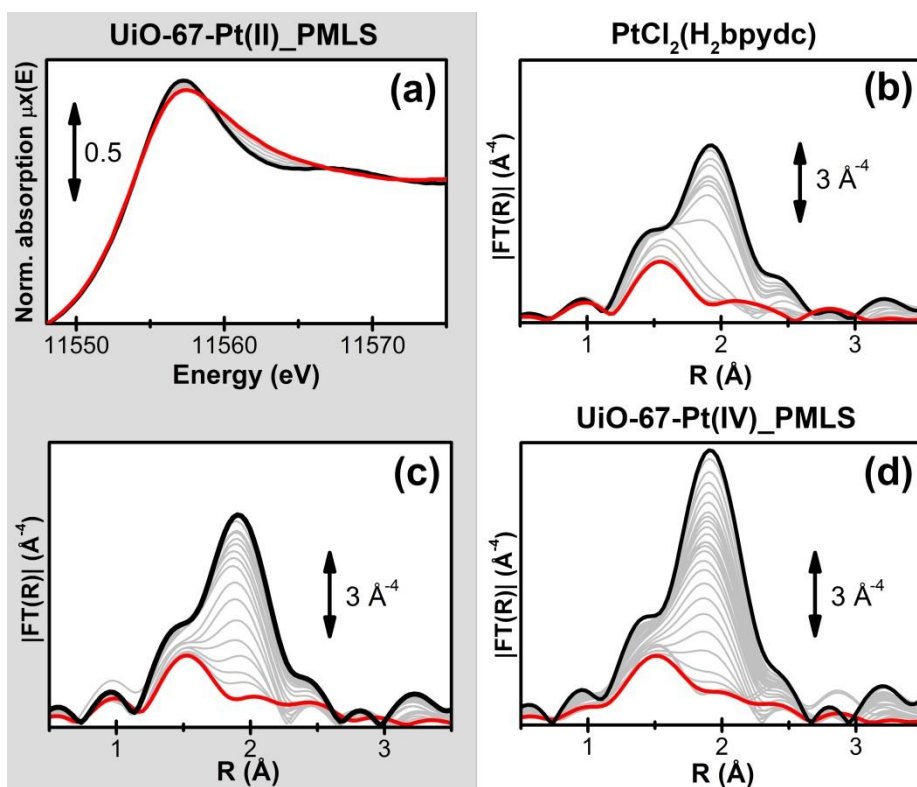 UiO-67-Pt(II)_PMLS
PtCl2(H2bpydc)
(a)
0.5
Norm. absorption μx(E)
11550 11560 11570
Energy (eV)
(b)
3 Å-4
|FT(R)| (Å-4)
1 2 3
R (Å)
UiO-67-Pt(IV)_PMLS
(c)
3 Å-4
|FT(R)| (Å-4)
1 2 3
R (Å)
(d)
3 Å-4
|FT(R)| (Å-4)
1 2 3
R (Å)